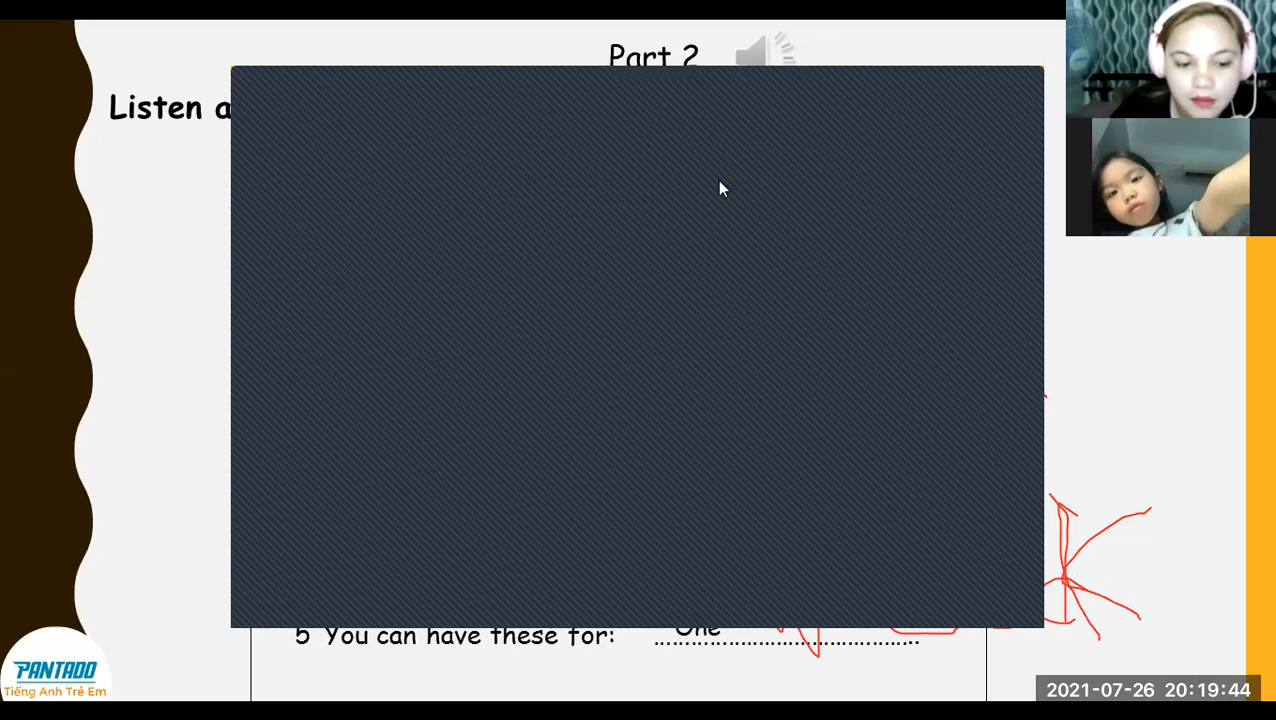 Part 2
Listen a
5 You can have these for: One ..............................................
K
PANTADO
Tiếng Anh Trẻ Em
2021-07-26 20:19:44